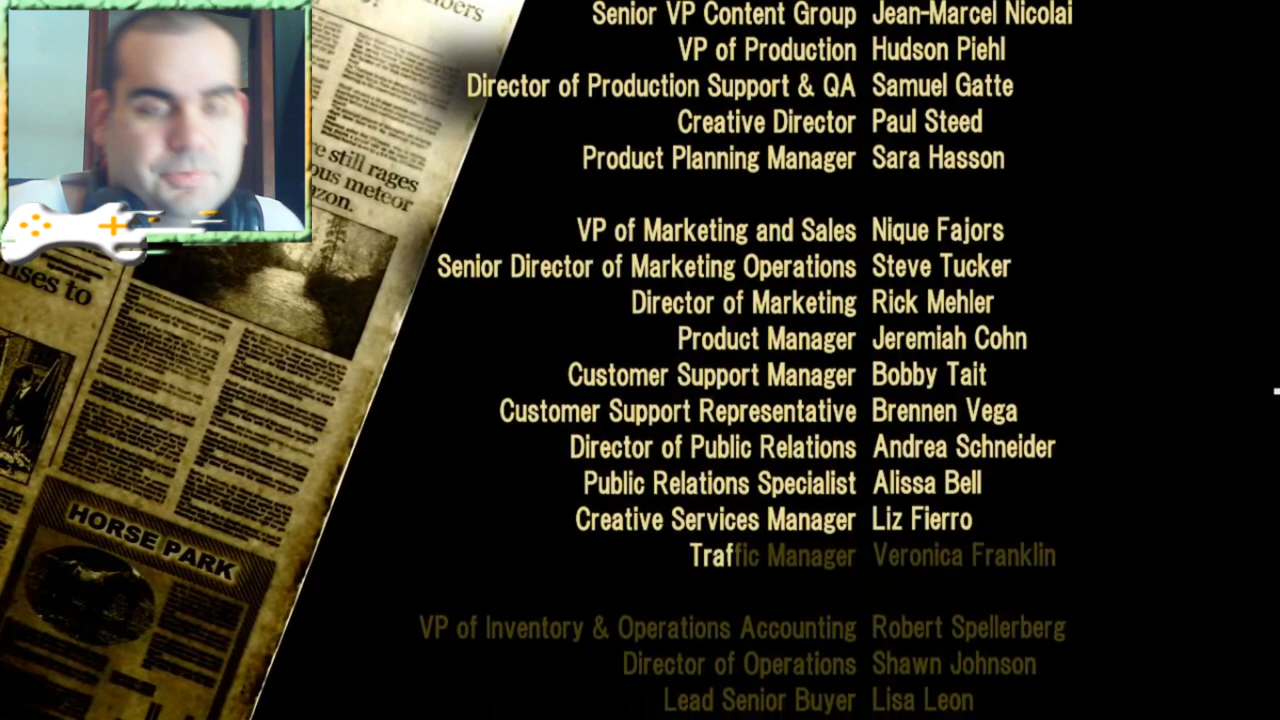 Senior VP Content Group Jean-Marcel Nicolai
VP of Production Hudson Piehl
Director of Production Support & QA Samuel Gatte
Creative Director Paul Steed
Product Planning Manager Sara Hasson
VP of Marketing and Sales Nique Fajors
Senior Director of Marketing Operations Steve Tucker
Director of Marketing Rick Mehler
Product Manager Jeremiah Cohn
Customer Support Manager Bobby Tait
Customer Support Representative Brennen Vega
Director of Public Relations Andrea Schneider
Public Relations Specialist Alissa Bell
Creative Services Manager Liz Fierro
Traffic Manager Veronica Franklin
VP of Inventory & Operations Accounting Robert Spellerberg
Director of Operations Shawn Johnson
Lead Senior Buyer Lisa Leon
still rages
meteor
to
HORSE PARK